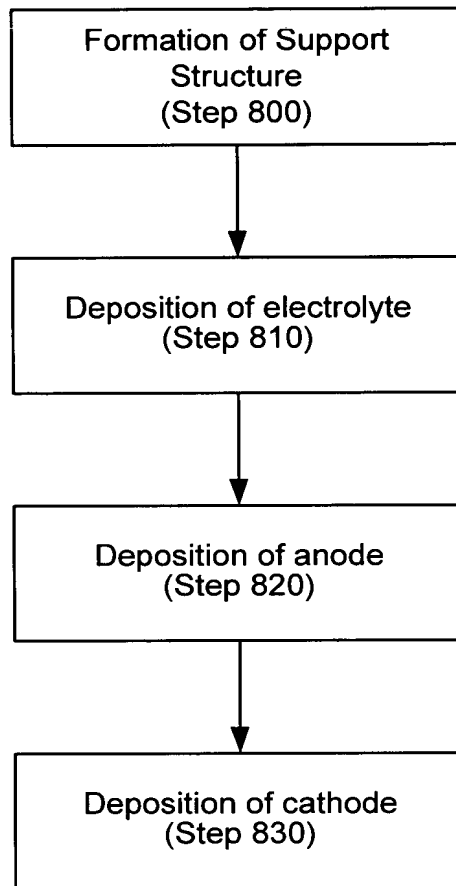 Formation of Support
Structure
(Step 800)
Deposition of electrolyte
(Step 810)
Deposition of anode
(Step 820)
Deposition of cathode
(Step 830)